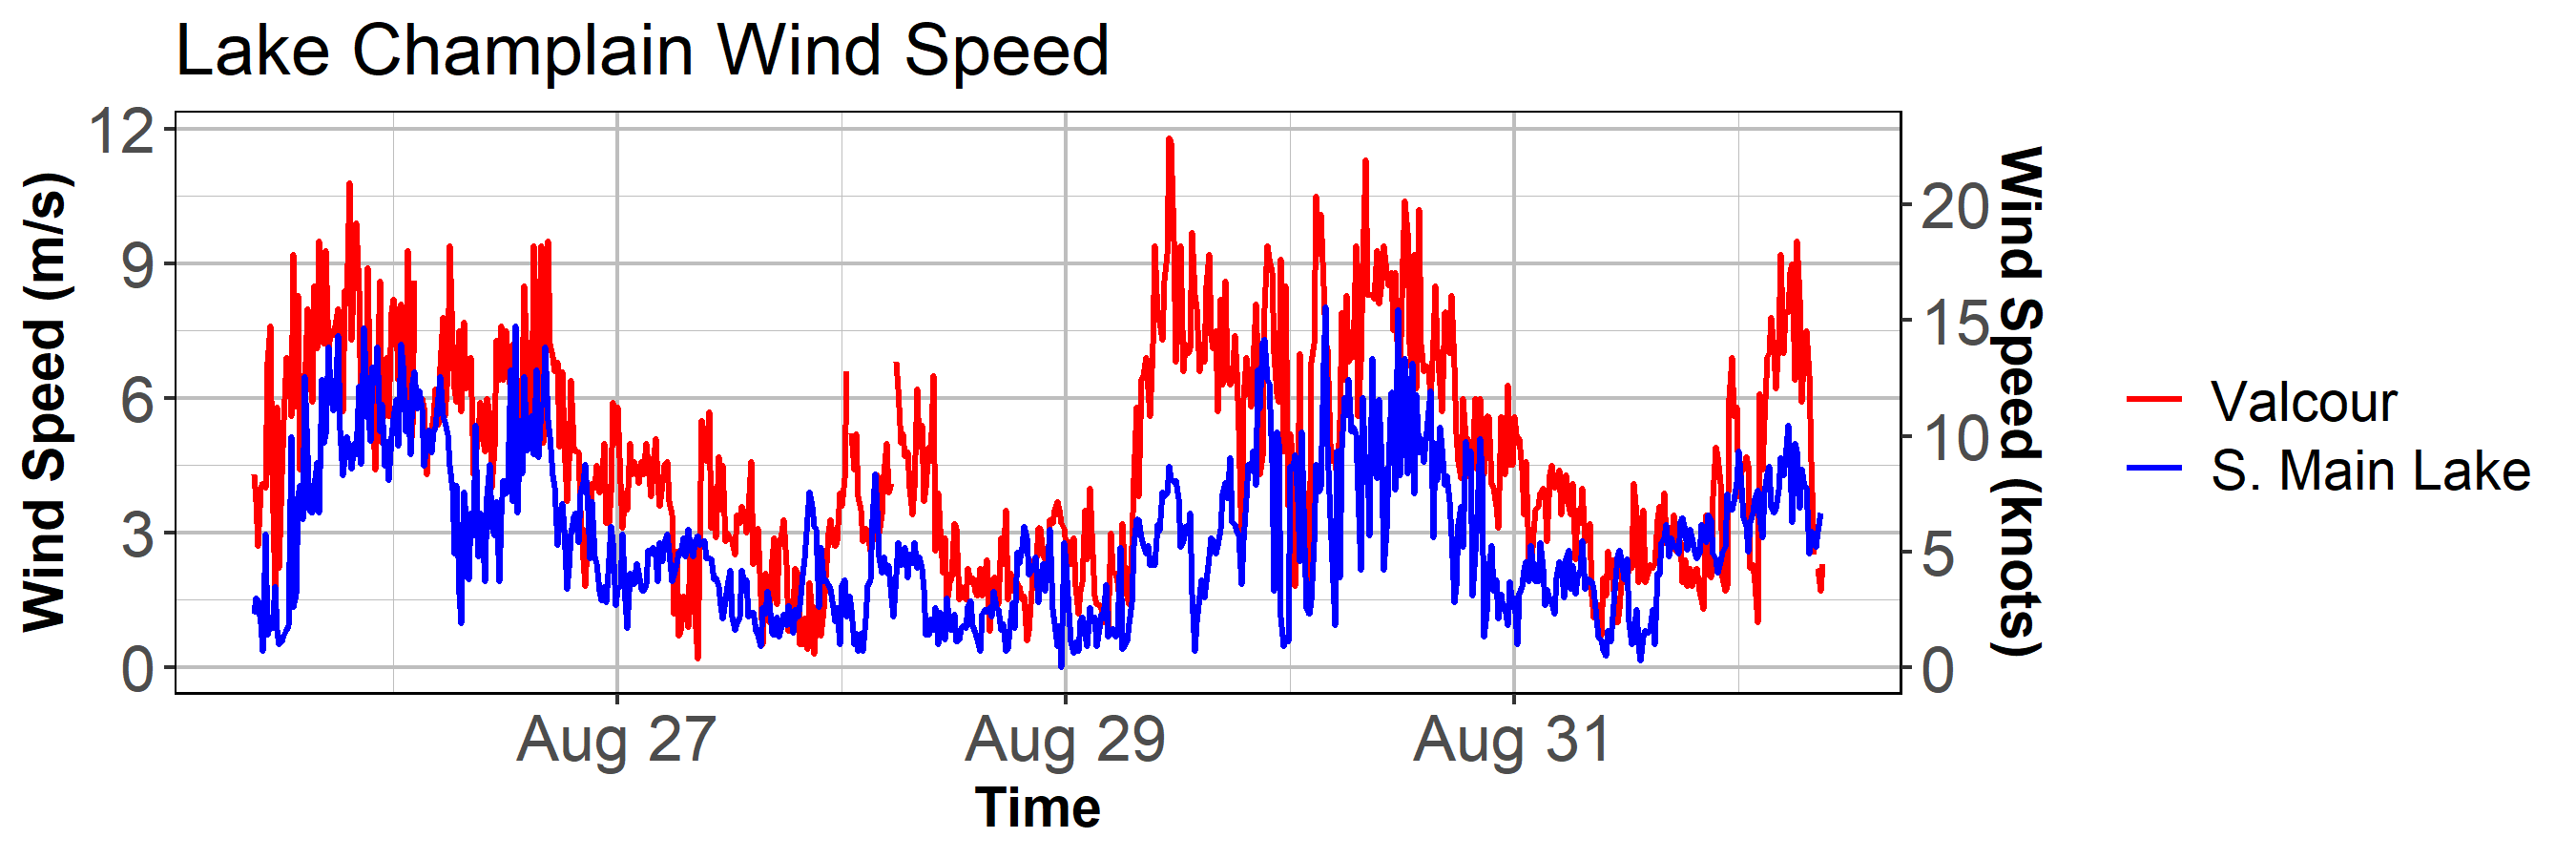 Lake Champlain Wind Speed
Wind Speed (m/s)
12
9
6
3
0
Wind Speed (knots)
20
15
10
5
0
Aug 27
Aug 29
Aug 31
Time
Valcour
S. Main Lake